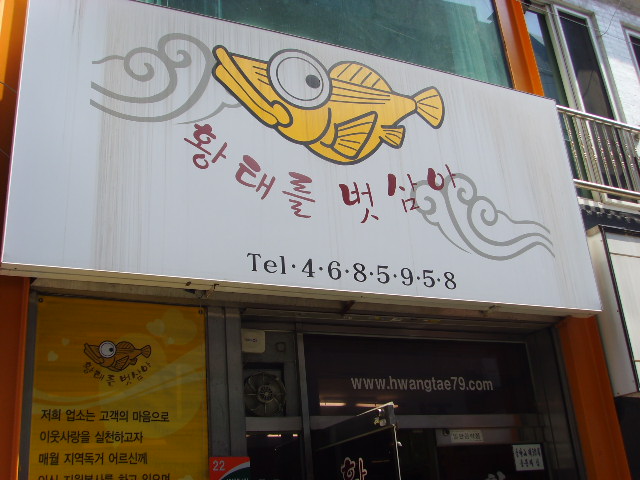 황태를 벗삼아
Tel·4·6·8·5·9·5·8
www.hwangtae79.com
황태를벗삼아
저희 업소는 고객의 마음으로
이웃사랑을 실천하고자
매월 지역독거 어르신께
22